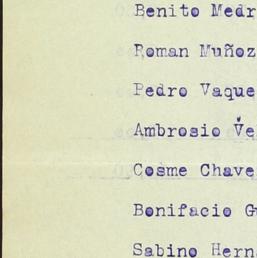 Benito Medr
Roman Muñoz
Pedro Vaque
Ambrosio Ve
Cosme Chave
Bonifacio G
Sabino Hern